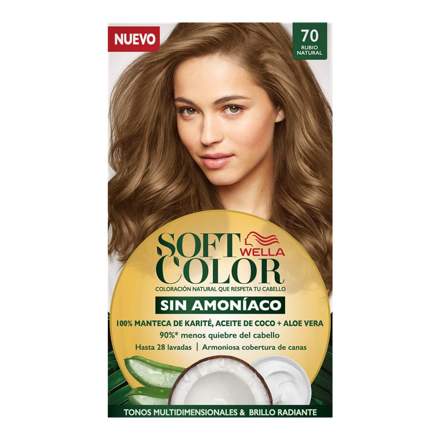 NUEVO
70
RUBIO
NATURAL
SOFT
WELLA
COLOR
COLORACIÓN NATURAL QUE RESPETA TU CABELLO
SIN AMONÍACO
100% MANTECA DE KARITÉ, ACEITE DE COCO + ALOE VERA
90%* menos quiebre del cabello
Hasta 28 lavadas | Armoniosa cobertura de canas
TONOS MULTIDIMENSIONALES & BRILLO RADIANTE